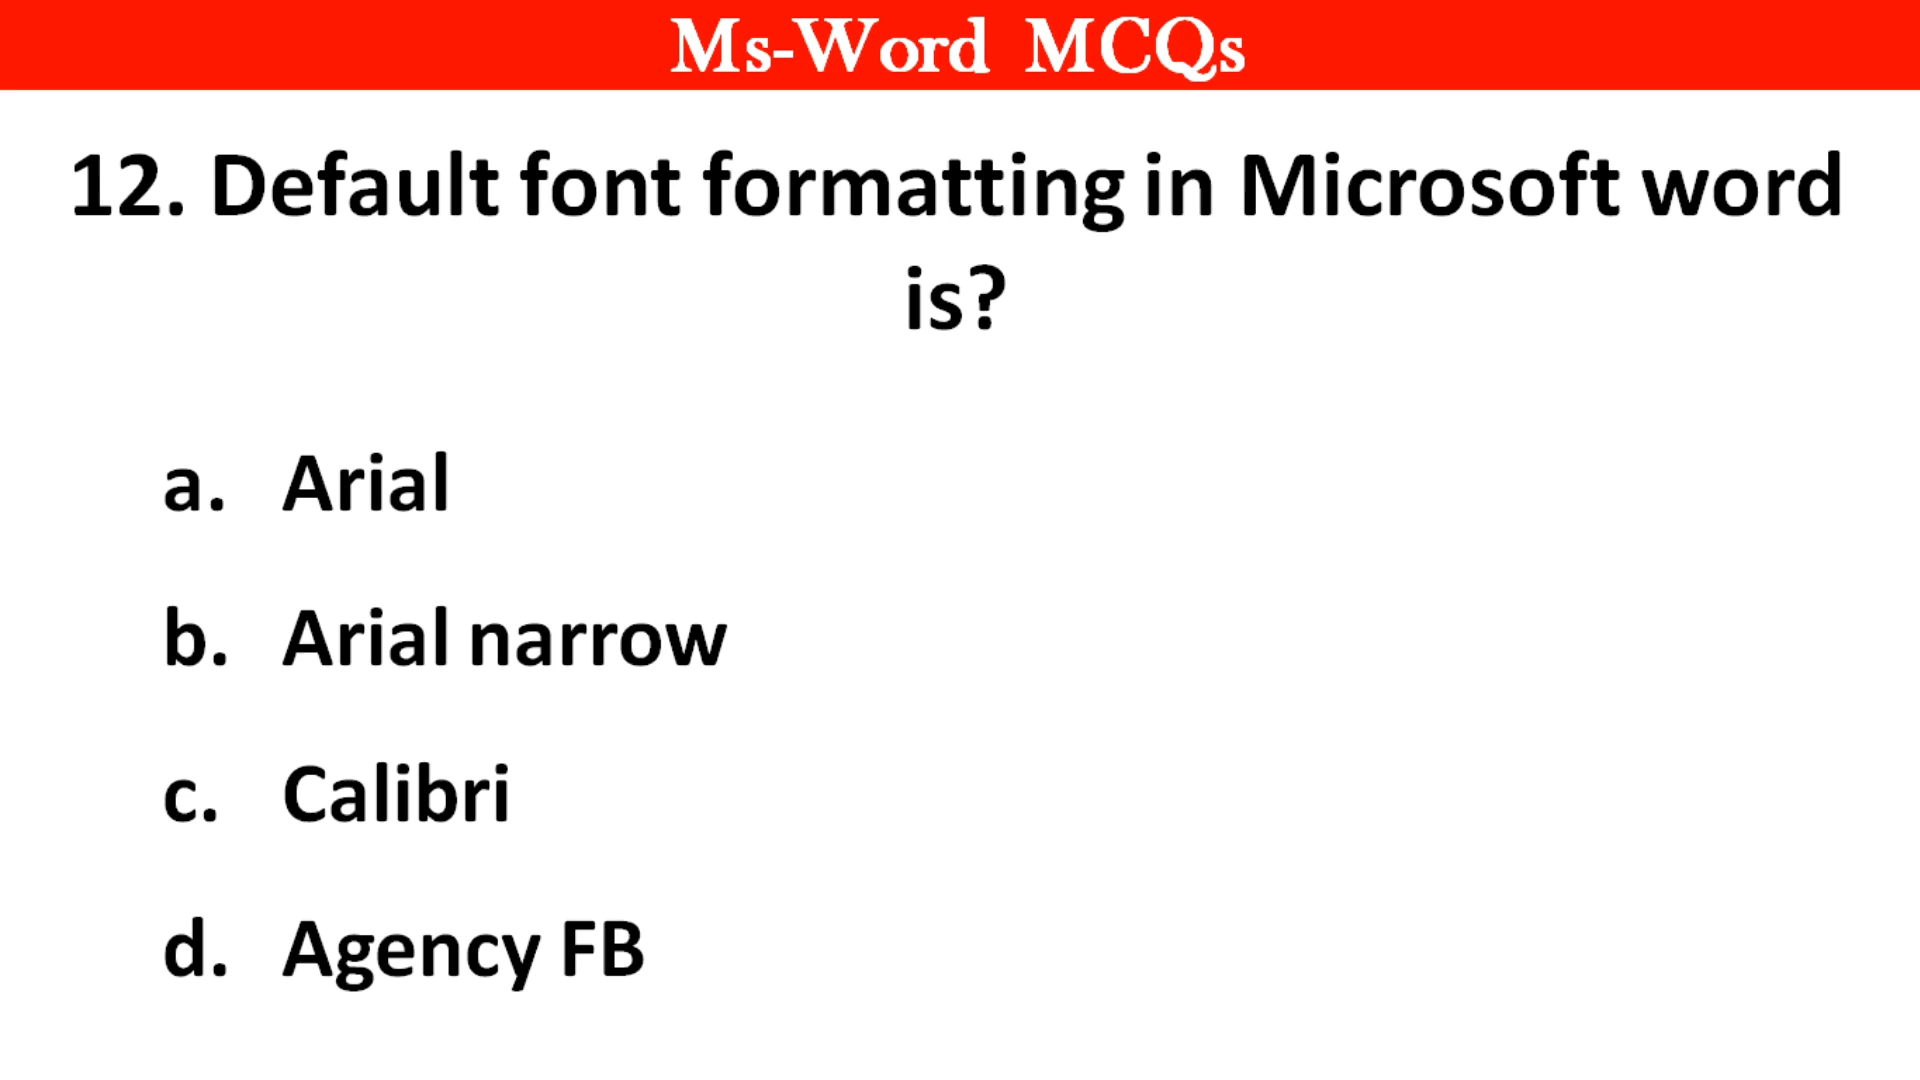 Ms-Word MCQs
12. Default font formatting in Microsoft word
is?
a. Arial
b. Arial narrow
c. Calibri
d. Agency FB